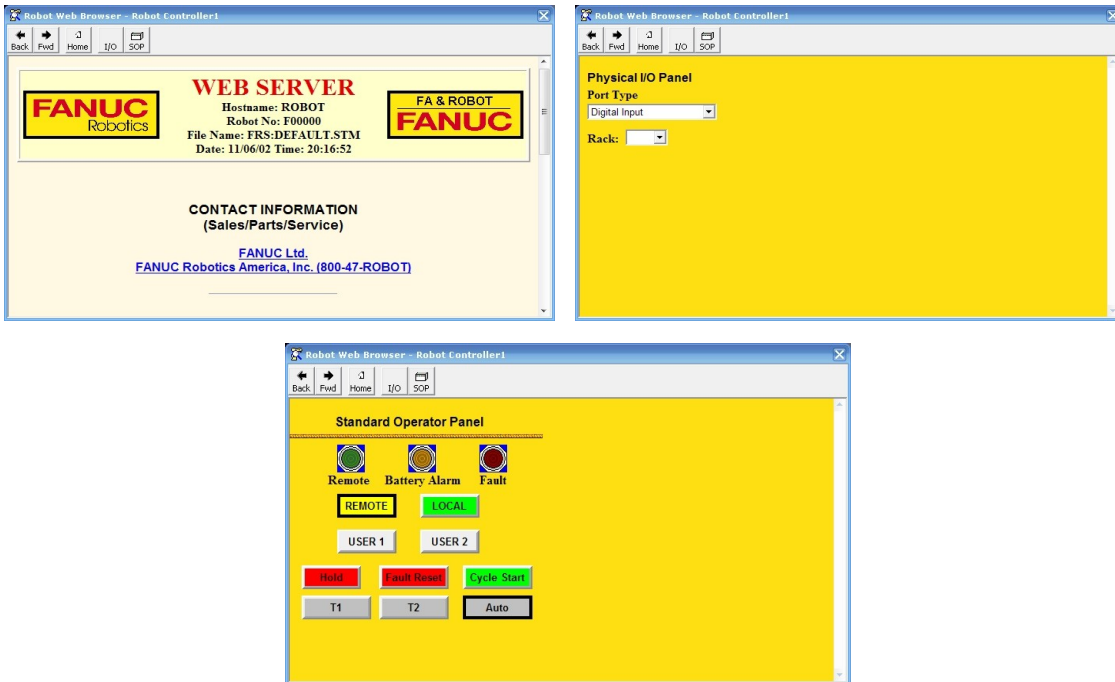 Robot Web Browser - Robot Controller1
Back Fwd Home I/O SOP
FANUC
Robotics
WEB SERVER
Hostname: ROBOT
Robot No: F00000
File Name: FRS:DEFAULT.STM
Date: 11/06/02 Time: 20:16:52
FA & ROBOT
FANUC
CONTACT INFORMATION
(Sales/Parts/Service)
FANUC Ltd.
FANUC Robotics America, Inc. (800-47-ROBOT)
Robot Web Browser - Robot Controller1
Back Fwd Home I/O SOP
Physical I/O Panel
Port Type
Digital Input
Rack:
Robot Web Browser - Robot Controller1
Back Fwd Home I/O SOP
Standard Operator Panel
Remote Battery Alarm Fault
REMOTE LOCAL
USER 1 USER 2
Hold Fault Reset Cycle Start
T1 T2 Auto